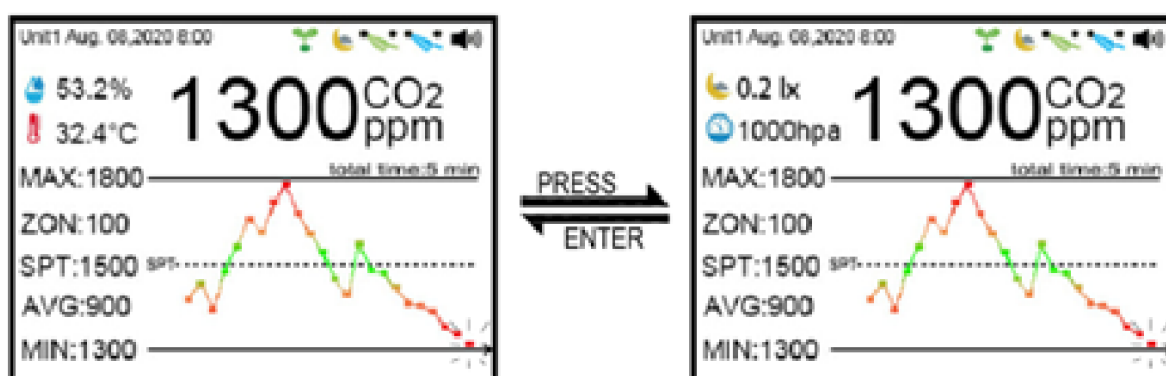 Unit1 Aug. 08,2020 8:00
53.2%
32.4°C
1300 CO2 ppm
total time:5 min
MAX:1800
ZON:100
SPT:1500 SPT
AVG:900
MIN:1300
PRESS
ENTER
Unit1 Aug. 08,2020 8:00
0.2 lx
1000hpa
1300 CO2 ppm
total time:5 min
MAX:1800
ZON:100
SPT:1500 SPT
AVG:900
MIN:1300